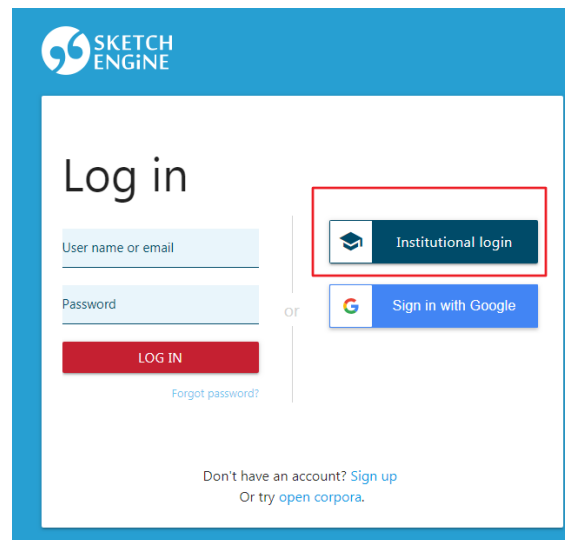 SKETCH
ENGiNE
Log in
User name or email
Password
LOG IN
Forgot password?
or
Institutional login
G
Sign in with Google
Don't have an account? Sign up
Or try open corpora.